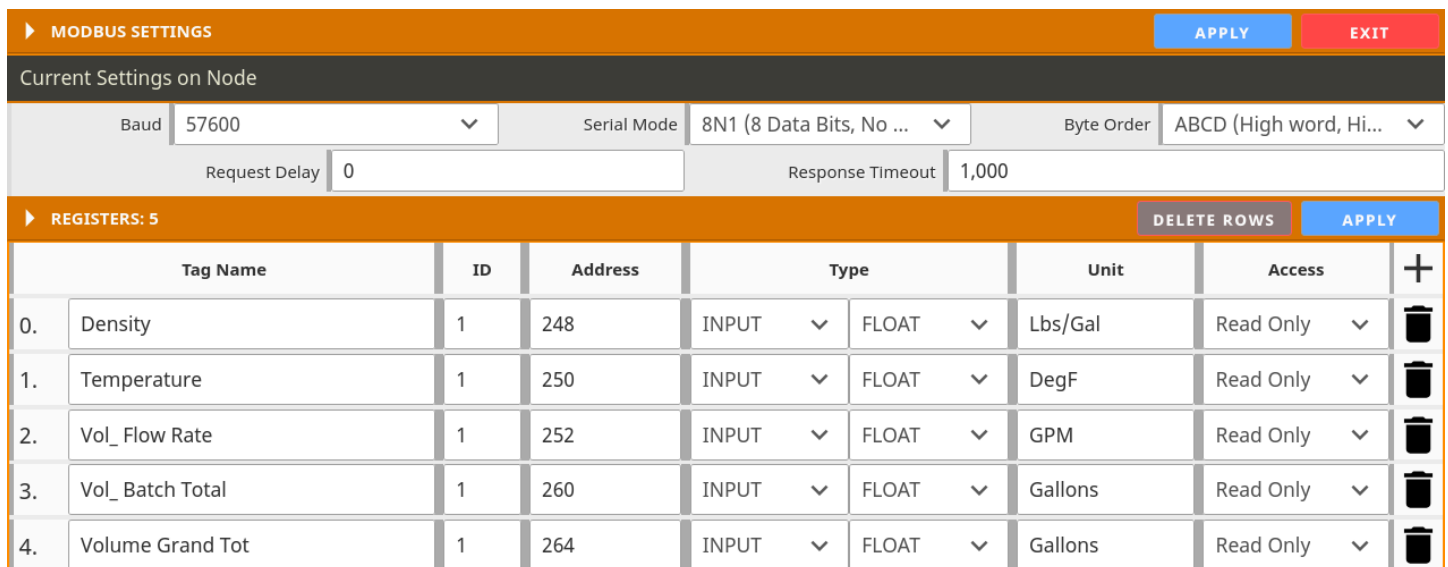 MODBUS SETTINGS APPLY EXIT
Current Settings on Node
Baud 57600 Serial Mode 8N1 (8 Data Bits, No ... Byte Order ABCD (High word, Hi...
Request Delay 0 Response Timeout 1,000
REGISTERS: 5 DELETE ROWS APPLY
Tag Name ID Address Type Unit Access +
0. Density 1 248 INPUT FLOAT Lbs/Gal Read Only
1. Temperature 1 250 INPUT FLOAT DegF Read Only
2. Vol_ Flow Rate 1 252 INPUT FLOAT GPM Read Only
3. Vol_ Batch Total 1 260 INPUT FLOAT Gallons Read Only
4. Volume Grand Tot 1 264 INPUT FLOAT Gallons Read Only